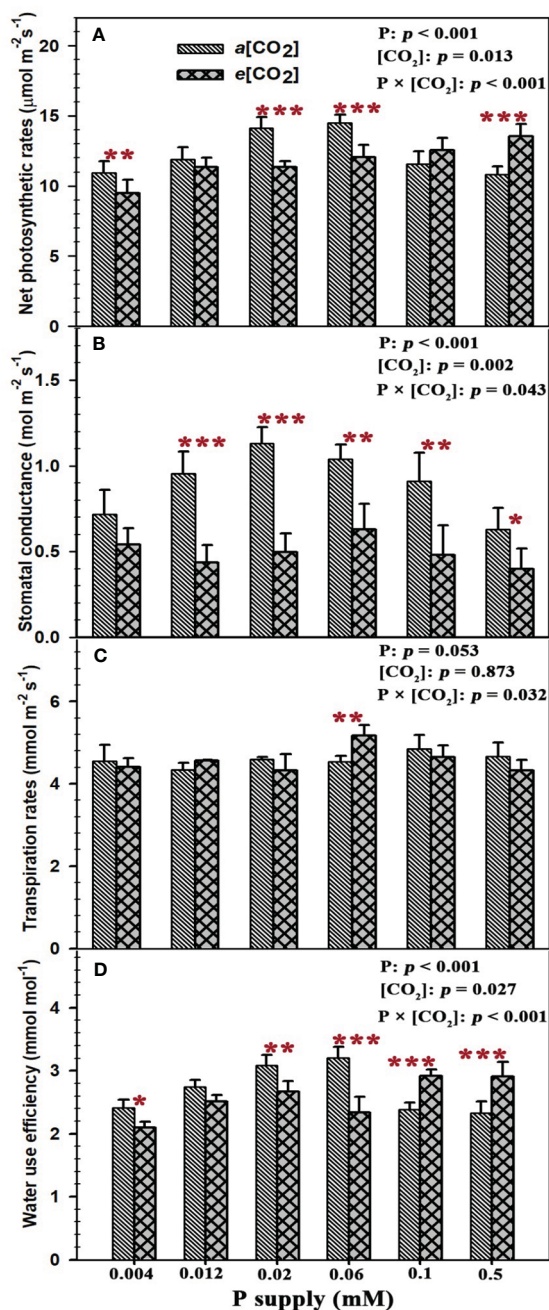 A
a[CO₂]
e[CO₂]
P: p < 0.001
[CO₂]: p = 0.013
P × [CO₂]: p < 0.001
Net photosynthetic rates (μmol m⁻² s⁻¹)
20
15
10
5
0
** *** *** ***
B
P: p < 0.001
[CO₂]: p = 0.002
P × [CO₂]: p = 0.043
Stomatal conductance (mol m⁻² s⁻¹)
1.5
1.0
0.5
0.0
*** *** ** ** *
C
P: p = 0.053
[CO₂]: p = 0.873
P × [CO₂]: p = 0.032
Transpiration rates (mmol m⁻² s⁻¹)
6
4
2
0
**
D
P: p < 0.001
[CO₂]: p = 0.027
P × [CO₂]: p < 0.001
Water use efficiency (mmol mol⁻¹)
4
3
2
1
0
* ** *** *** ***
0.004 0.012 0.02 0.06 0.1 0.5
P supply (mM)